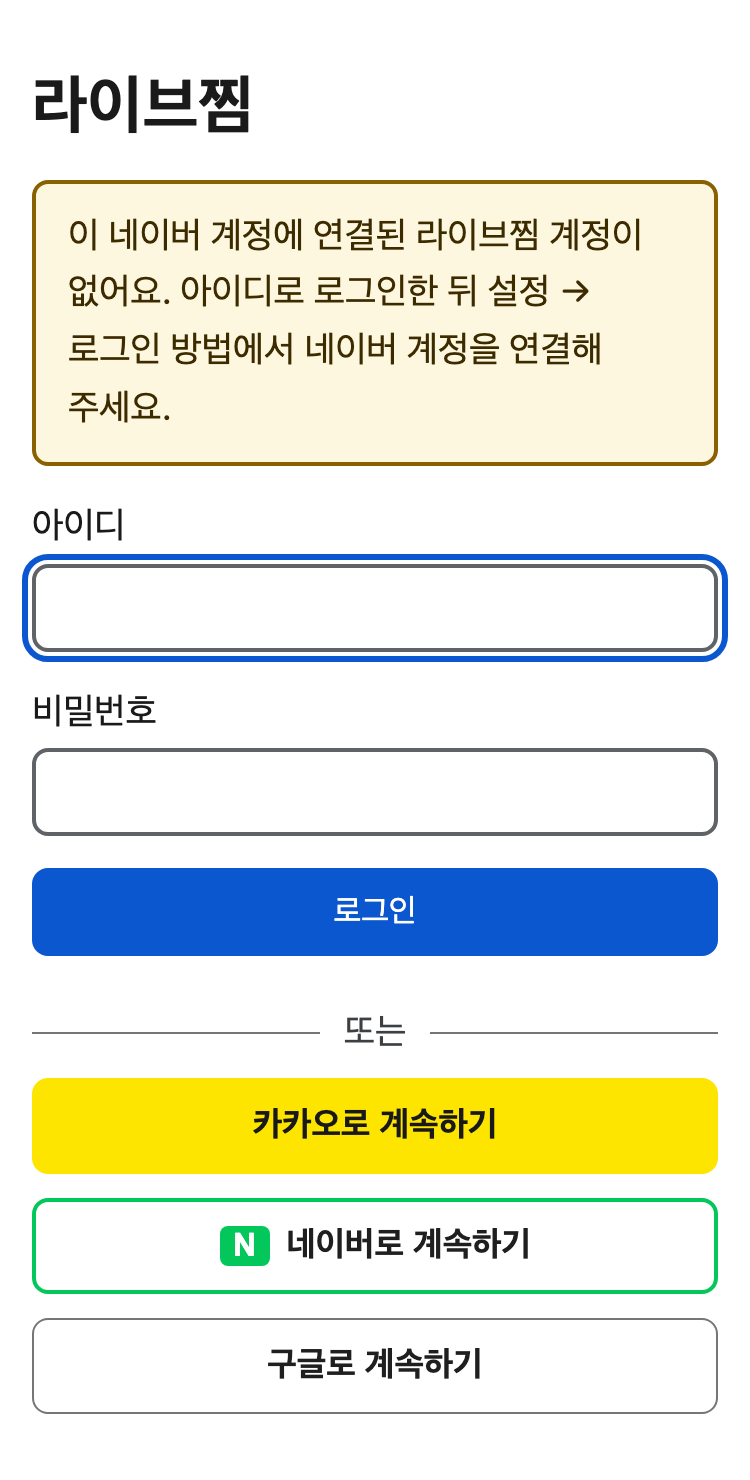 라이브찜
이 네이버 계정에 연결된 라이브찜 계정이
없어요. 아이디로 로그인한 뒤 설정 →
로그인 방법에서 네이버 계정을 연결해
주세요.
아이디
비밀번호
로그인
또는
카카오로 계속하기
N 네이버로 계속하기
구글로 계속하기